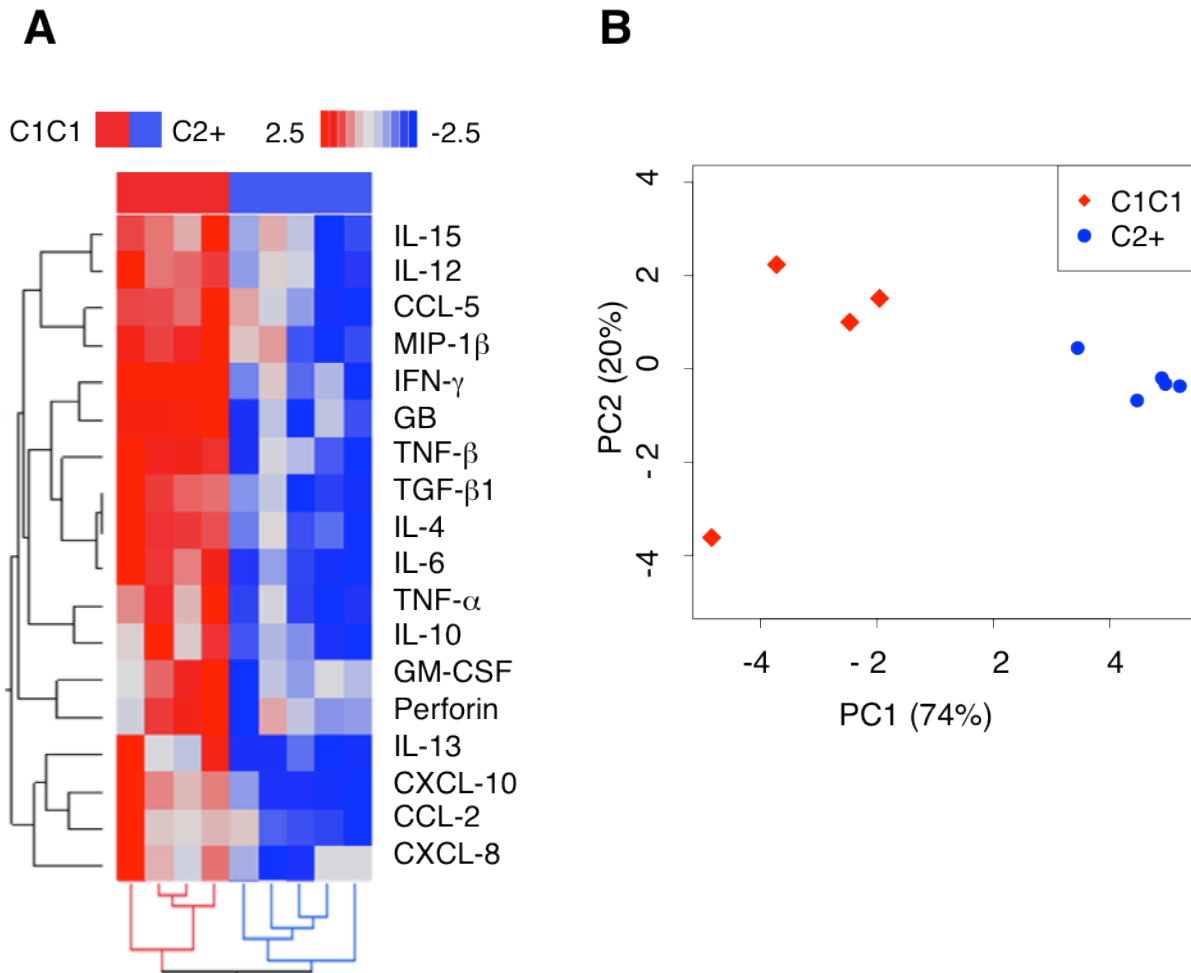 A
C1C1 C2+ 2.5 -2.5
IL-15
IL-12
CCL-5
MIP-1β
IFN-γ
GB
TNF-β
TGF-β1
IL-4
IL-6
TNF-α
IL-10
GM-CSF
Perforin
IL-13
CXCL-10
CCL-2
CXCL-8
B
C1C1
C2+
4
2
0
-2
-4
PC2 (20%)
-4 - 2 2 4
PC1 (74%)